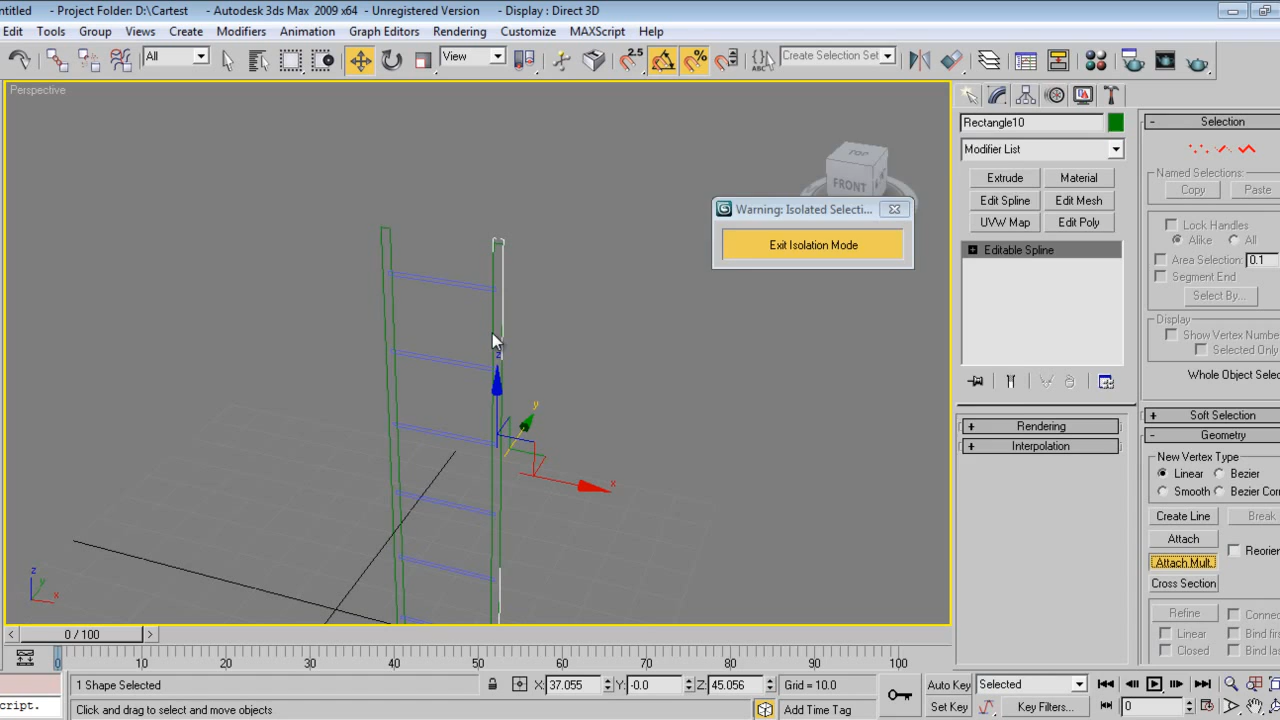 ntitled - Project Folder: D:\Cartest - Autodesk 3ds Max 2009 x64 - Unregistered Version - Display : Direct 3D
Edit Tools Group Views Create Modifiers Animation Graph Editors Rendering Customize MAXScript Help
All View 2.5 ABC Create Selection Set
Perspective
TOP
FRONT
Warning: Isolated Selecti...
Exit Isolation Mode
z
y
x
z
y
x
Rectangle10
Modifier List
Extrude Material
Edit Spline Edit Mesh
UVW Map Edit Poly
Editable Spline
Rendering
Interpolation
Selection
Named Selections:
Copy Paste
Lock Handles
Alike All
Area Selection: 0.1
Segment End
Select By...
Display
Show Vertex Number
Selected Only
Whole Object Selec
Soft Selection
Geometry
New Vertex Type
Linear Bezier
Smooth Bezier Corn
Create Line Break
Attach Reorien
Attach Mult.
Cross Section
Refine Connec
Linear Bind firs
Closed Bind las
0 / 100
0 10 20 30 40 50 60 70 80 90 100
1 Shape Selected X: 37.055 Y: -0.0 Z: 45.056 Grid = 10.0 Auto Key Selected
script. Click and drag to select and move objects Add Time Tag Set Key Key Filters... 0